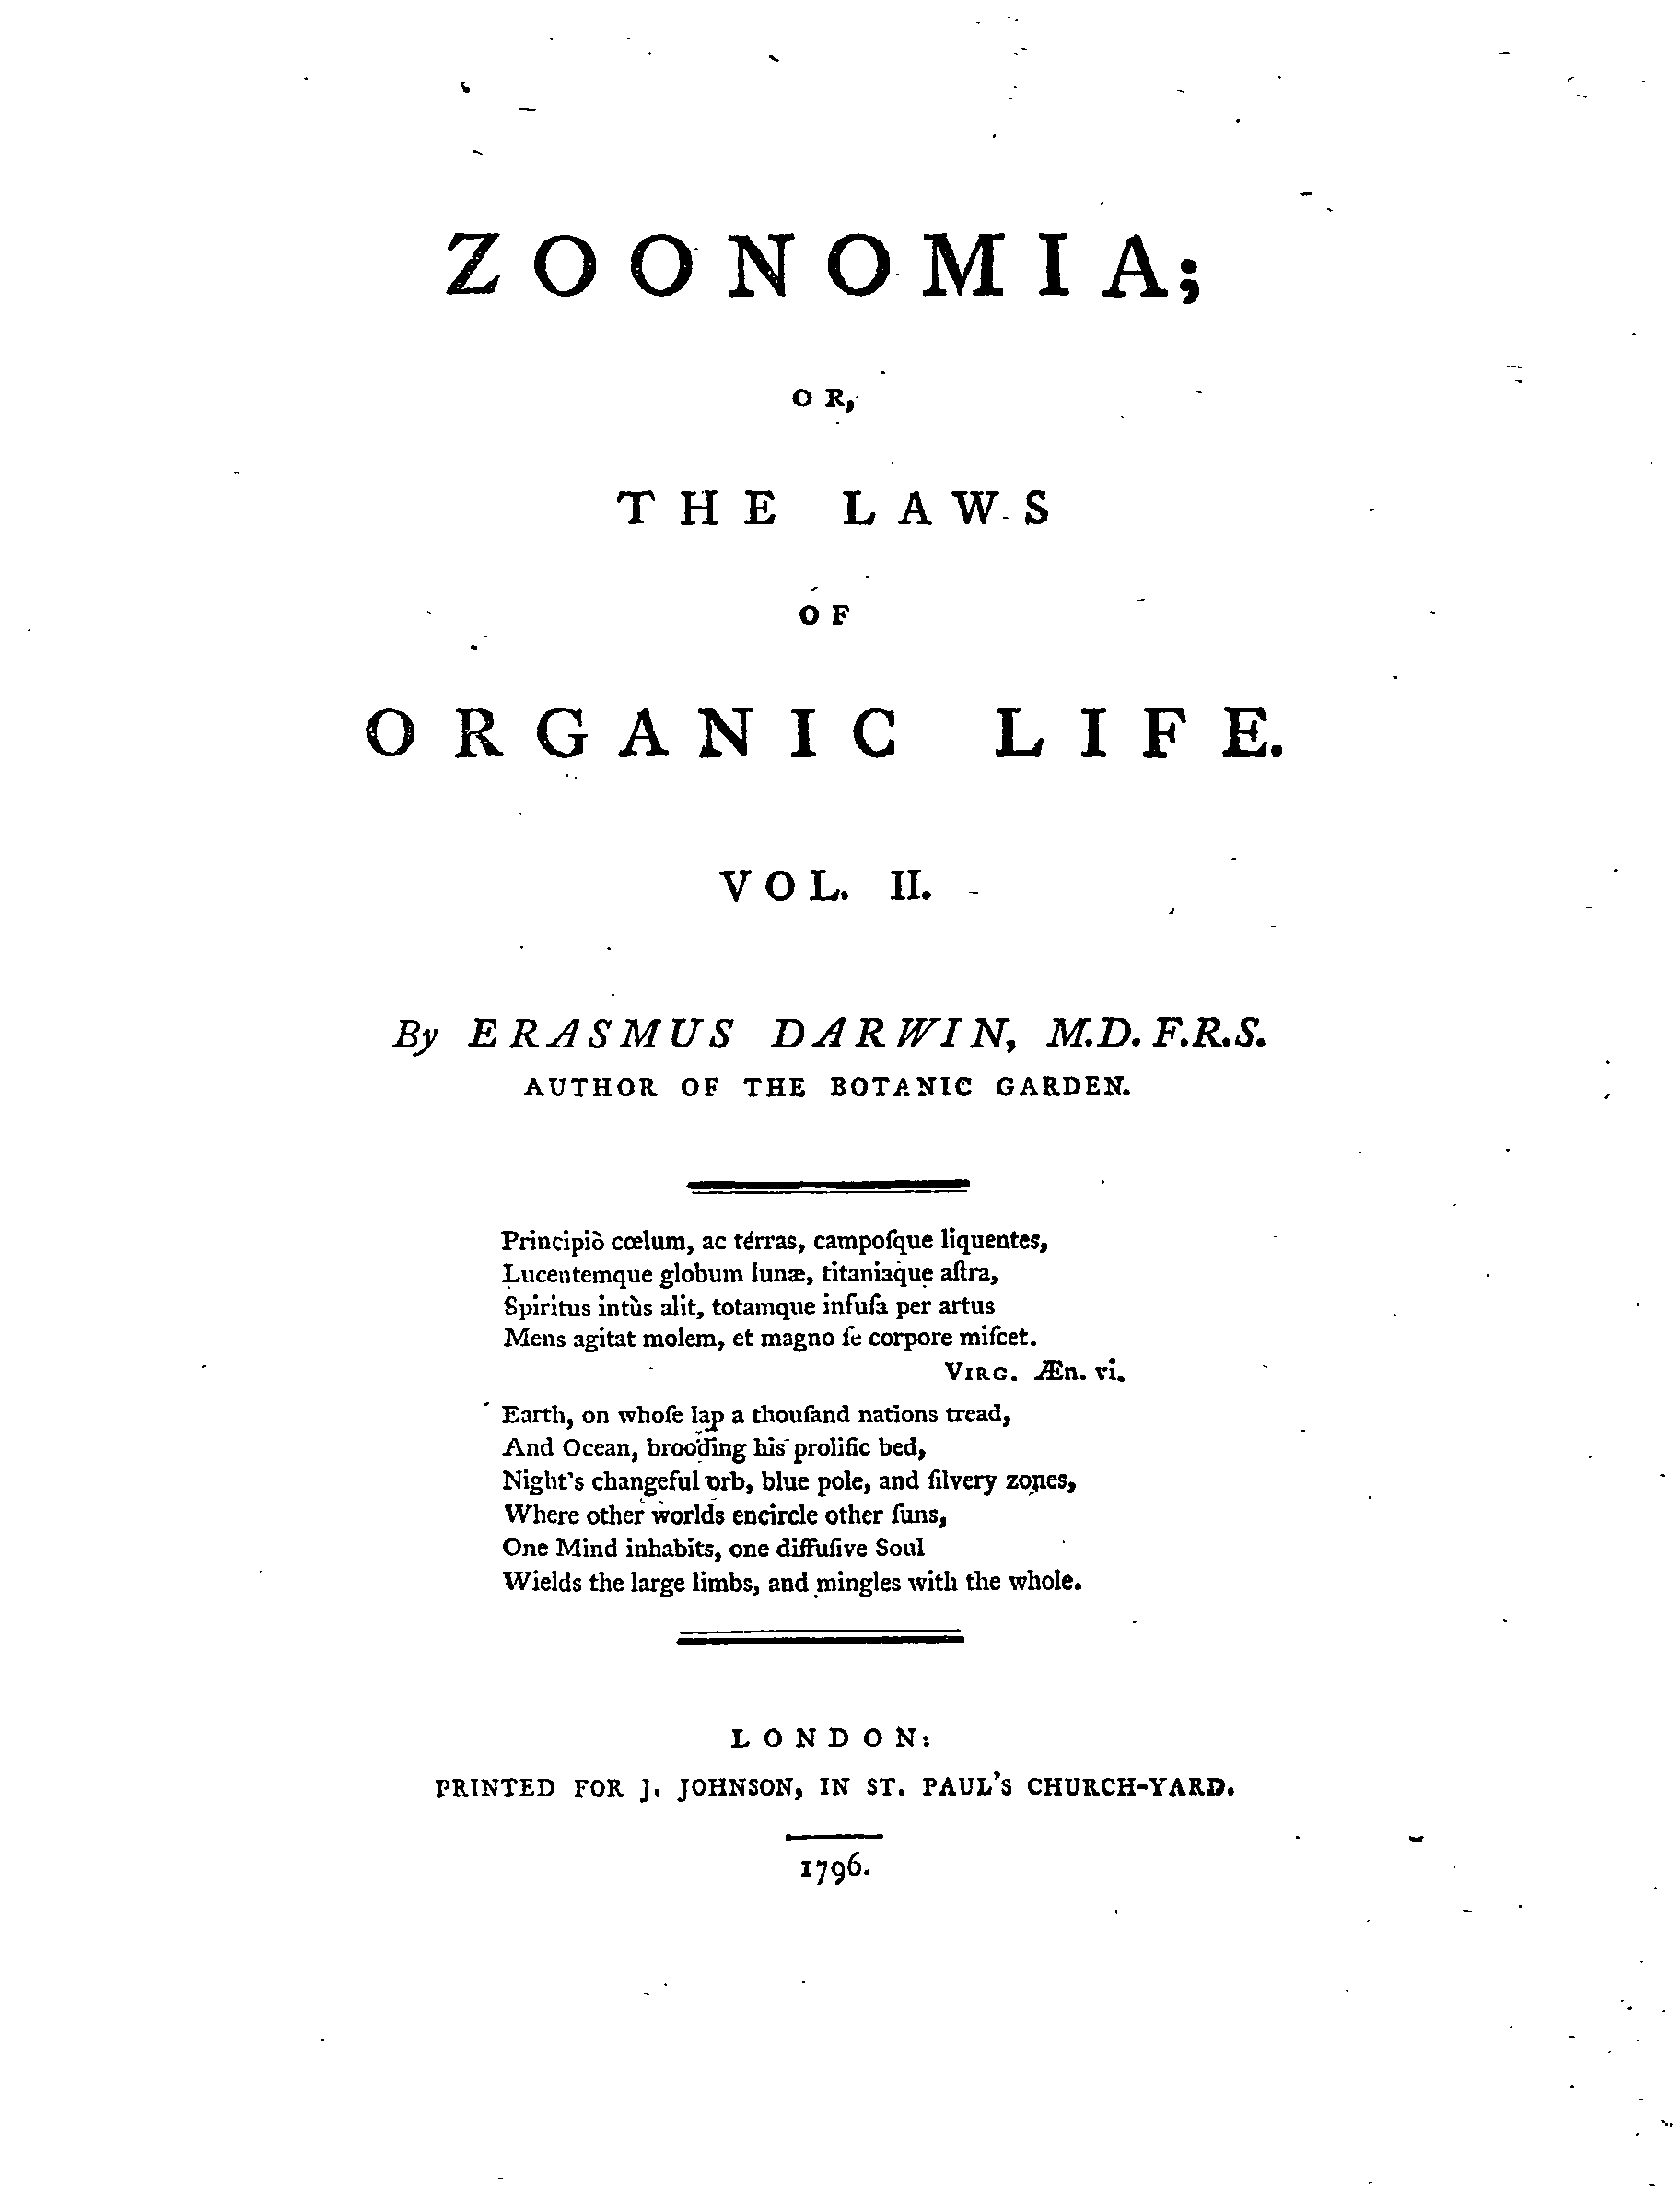 ZOONOMIA;
OR,
THE LAWS
OF
ORGANIC LIFE.
VOL. II.
By ERASMUS DARWIN, M.D. F.R.S.
AUTHOR OF THE BOTANIC GARDEN.
Principiò cœlum, ac térras, campoſque liquentes,
Lucentemque globum lunæ, titaniaque aſtra,
Spiritus intùs alit, totamque infuſa per artus
Mens agitat molem, et magno ſe corpore miſcet.
VIRG. Æn. vi.
Earth, on whoſe lap a thouſand nations tread,
And Ocean, brooding his prolific bed,
Night's changeful orb, blue pole, and ſilvery zones,
Where other worlds encircle other ſuns,
One Mind inhabits, one diffuſive Soul
Wields the large limbs, and mingles with the whole.
LONDON:
PRINTED FOR J. JOHNSON, IN ST. PAUL'S CHURCH-YARD.
1796.